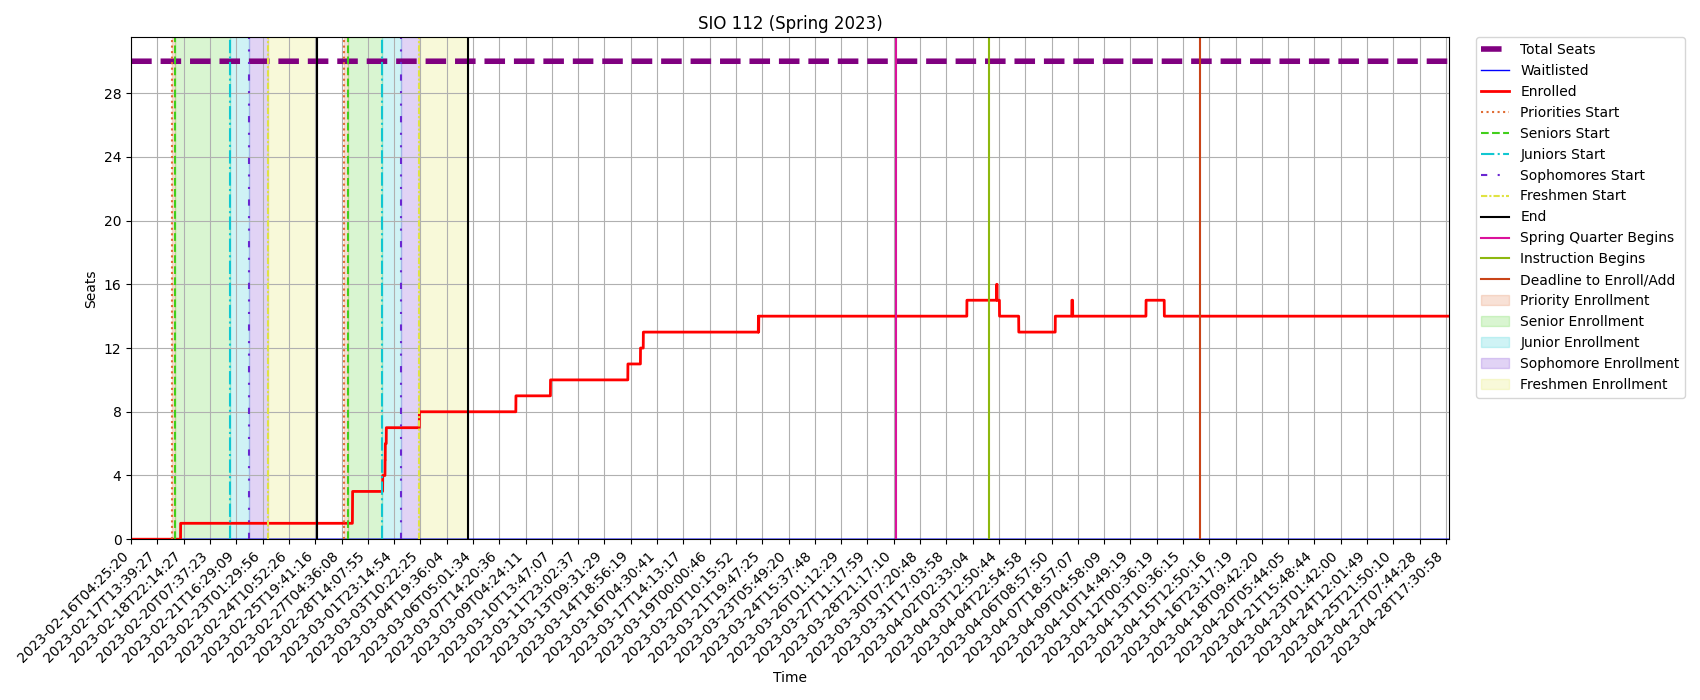 SIO 112 (Spring 2023)
Seats
28
24
20
16
12
8
4
0
2023-02-16T04:25:20
2023-02-17T13:39:27
2023-02-18T22:14:27
2023-02-20T07:37:23
2023-02-21T16:29:09
2023-02-23T01:29:56
2023-02-24T10:52:26
2023-02-25T19:41:16
2023-02-27T04:36:08
2023-02-28T14:07:55
2023-03-01T23:14:54
2023-03-03T10:22:25
2023-03-04T19:36:04
2023-03-06T05:01:34
2023-03-07T14:20:36
2023-03-09T04:24:11
2023-03-10T13:47:07
2023-03-11T23:02:37
2023-03-13T09:31:29
2023-03-14T18:56:19
2023-03-16T04:30:41
2023-03-17T14:13:17
2023-03-19T00:00:46
2023-03-20T10:15:52
2023-03-21T19:47:25
2023-03-23T05:49:20
2023-03-24T15:37:48
2023-03-26T01:12:29
2023-03-27T11:17:59
2023-03-28T21:17:10
2023-03-30T07:20:48
2023-03-31T17:03:58
2023-04-02T02:33:04
2023-04-03T12:50:44
2023-04-04T22:54:58
2023-04-06T08:57:50
2023-04-07T18:57:07
2023-04-09T04:58:09
2023-04-10T14:49:19
2023-04-12T00:36:19
2023-04-13T10:36:15
2023-04-15T12:50:16
2023-04-16T23:17:19
2023-04-18T09:42:20
2023-04-20T05:44:05
2023-04-21T15:48:44
2023-04-23T01:42:00
2023-04-24T12:01:49
2023-04-25T21:50:10
2023-04-27T07:44:28
2023-04-28T17:30:58
Time
Total Seats
Waitlisted
Enrolled
Priorities Start
Seniors Start
Juniors Start
Sophomores Start
Freshmen Start
End
Spring Quarter Begins
Instruction Begins
Deadline to Enroll/Add
Priority Enrollment
Senior Enrollment
Junior Enrollment
Sophomore Enrollment
Freshmen Enrollment